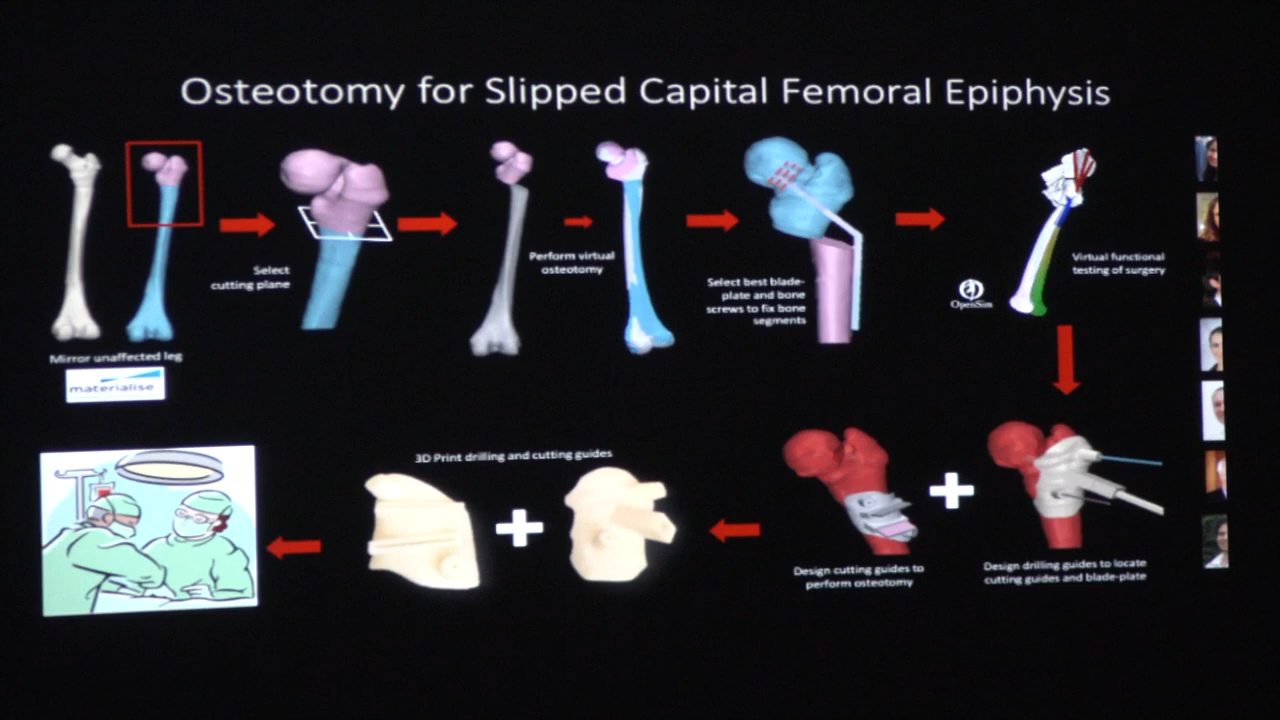 Osteotomy for Slipped Capital Femoral Epiphysis
Mirror unaffected leg
materialise
Select
cutting plane
Perform virtual
osteotomy
Select best blade-
plate and bone
screws to fix bone
segments
OpenSim
Virtual functional
testing of surgery
Design drilling guides to locate
cutting guides and blade-plate
Design cutting guides to
perform osteotomy
3D Print drilling and cutting guides